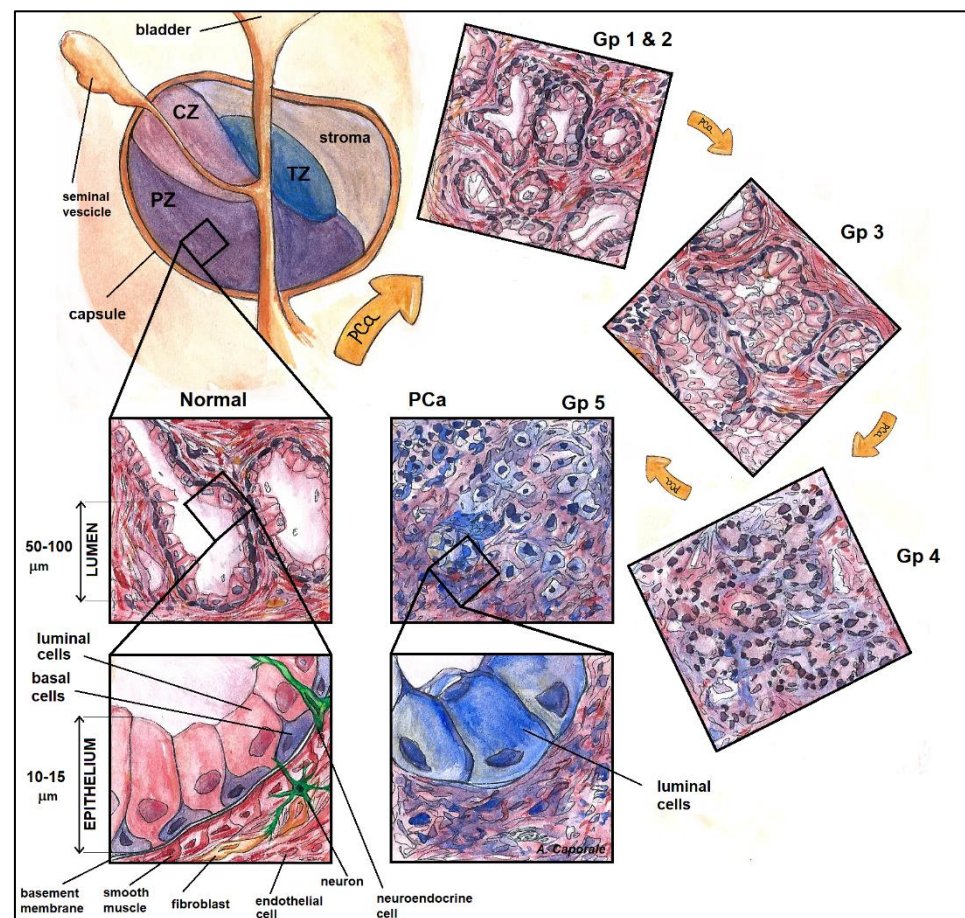 bladder
Gp 1 & 2
CZ
stroma
TZ
PZ
seminal
vescicle
capsule
PCa
PCa
Gp 3
Normal
PCa
Gp 5
PCa
PCa
Gp 4
50-100
µm
LUMEN
luminal
cells
basal
cells
10-15
µm
EPITHELIUM
luminal
cells
A. Caporale
basement
membrane
smooth
muscle
fibroblast
endothelial
cell
neuron
neuroendocrine
cell